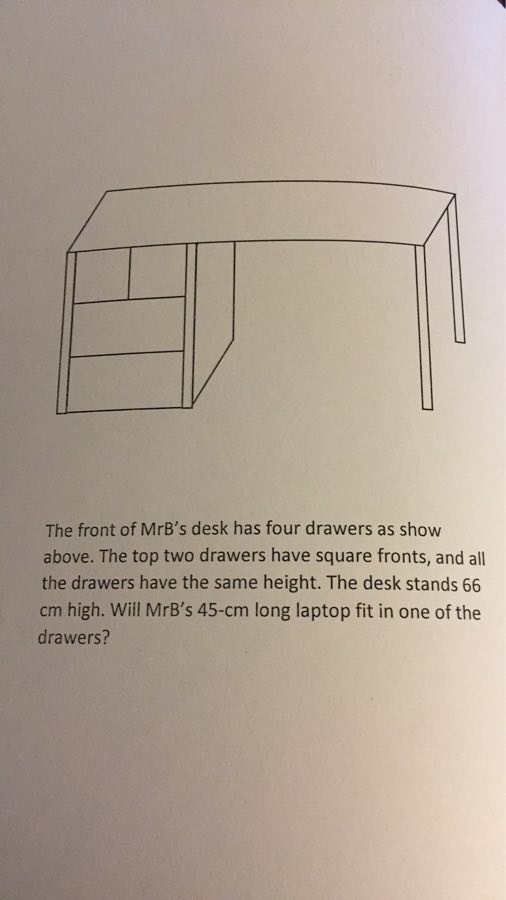 The front of MrB's desk has four drawers as show
above. The top two drawers have square fronts, and all
the drawers have the same height. The desk stands 66
cm high. Will MrB's 45-cm long laptop fit in one of the
drawers?